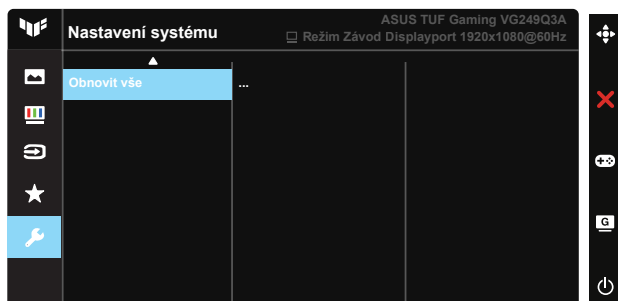 ASUS TUF Gaming VG249Q3A
Nastavení systému
Režim Závod Displayport 1920x1080@60Hz
Obnovit vše
...
G